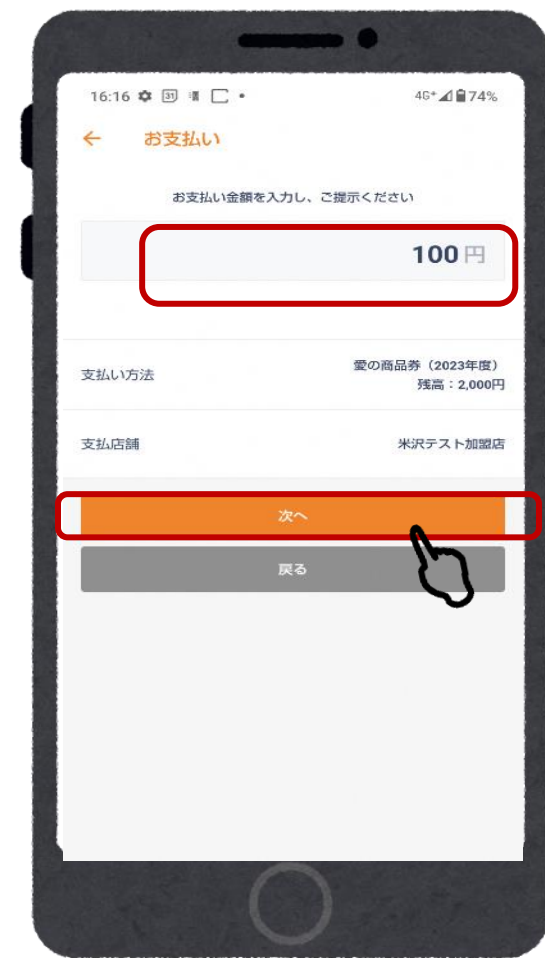 16:16 31 4G+ 74%
← お支払い
お支払い金額を入力し、ご提示ください
100 円
支払い方法 愛の商品券（2023年度）
残高：2,000円
支払店舗 米沢テスト加盟店
次へ
戻る